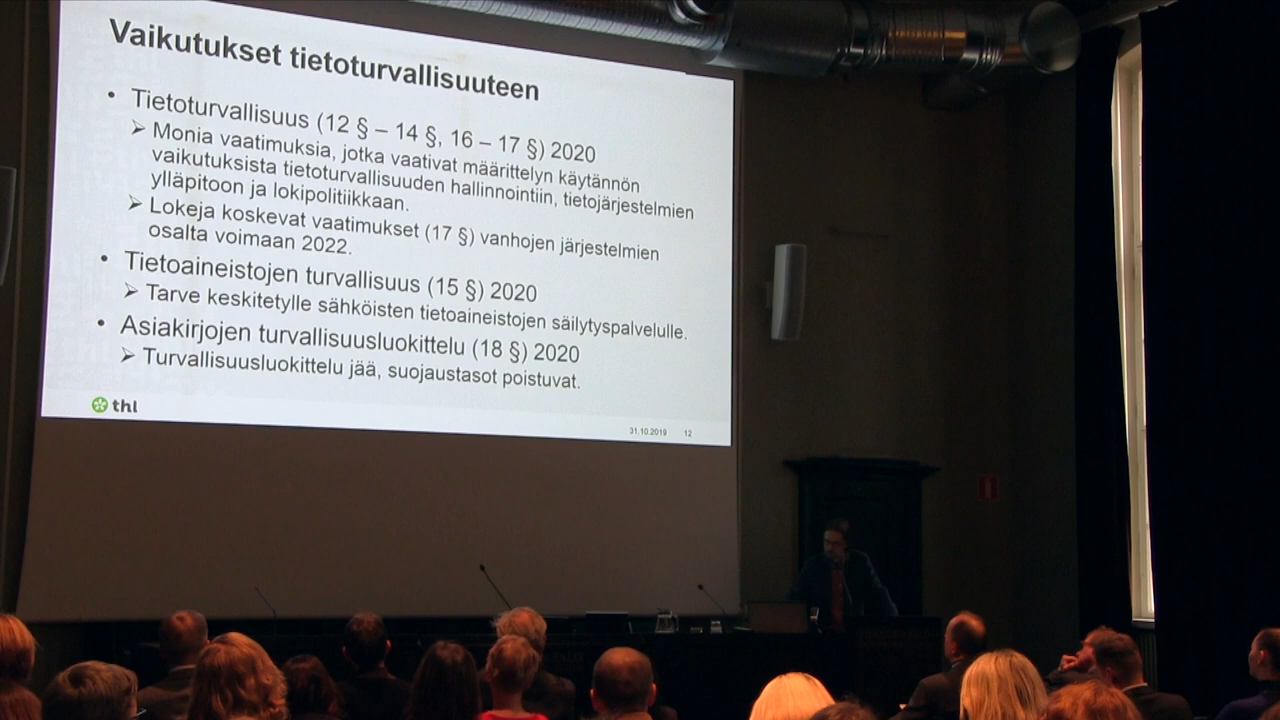 Vaikutukset tietoturvallisuuteen
• Tietoturvallisuus (12 § – 14 §, 16 – 17 §) 2020
➢ Monia vaatimuksia, jotka vaativat määrittelyn käytännön
vaikutuksista tietoturvallisuuden hallinnointiin, tietojärjestelmien
ylläpitoon ja lokipolitiikkaan.
➢ Lokeja koskevat vaatimukset (17 §) vanhojen järjestelmien
osalta voimaan 2022.
• Tietoaineistojen turvallisuus (15 §) 2020
➢ Tarve keskitetylle sähköisten tietoaineistojen säilytyspalvelulle.
• Asiakirjojen turvallisuusluokittelu (18 §) 2020
➢ Turvallisuusluokittelu jää, suojaustasot poistuvat.
thl
31.10.2019 12